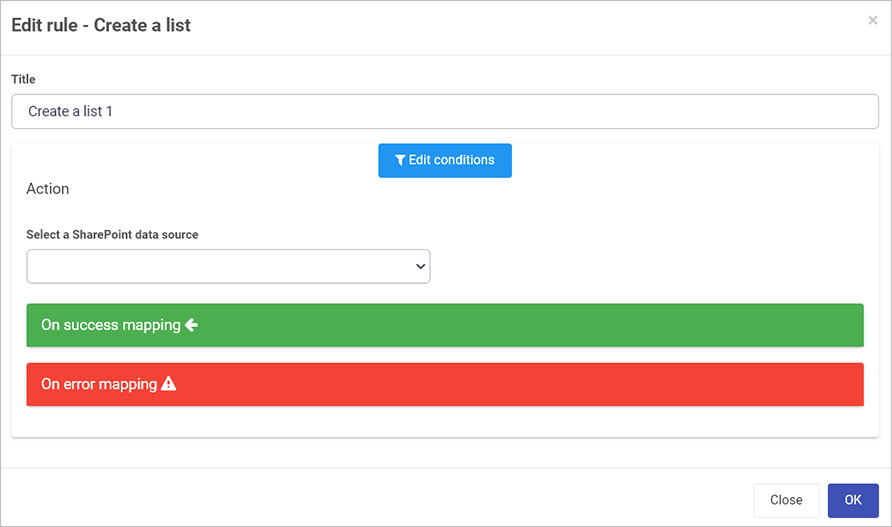 Edit rule - Create a list
×
Title
Create a list 1
Edit conditions
Action
Select a SharePoint data source
On success mapping
On error mapping
Close
OK